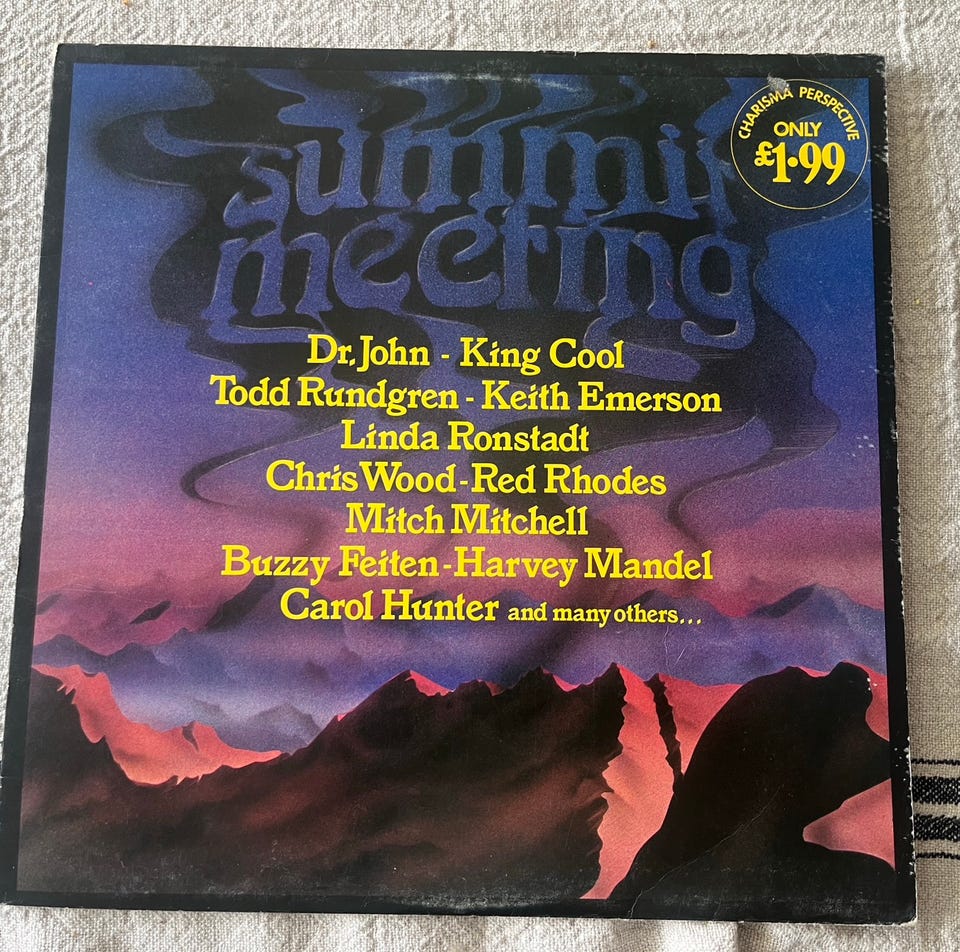 summit
meeting
CHARISMA PERSPECTIVE
ONLY
£1·99
Dr. John - King Cool
Todd Rundgren - Keith Emerson
Linda Ronstadt
Chris Wood - Red Rhodes
Mitch Mitchell
Buzzy Feiten - Harvey Mandel
Carol Hunter and many others...